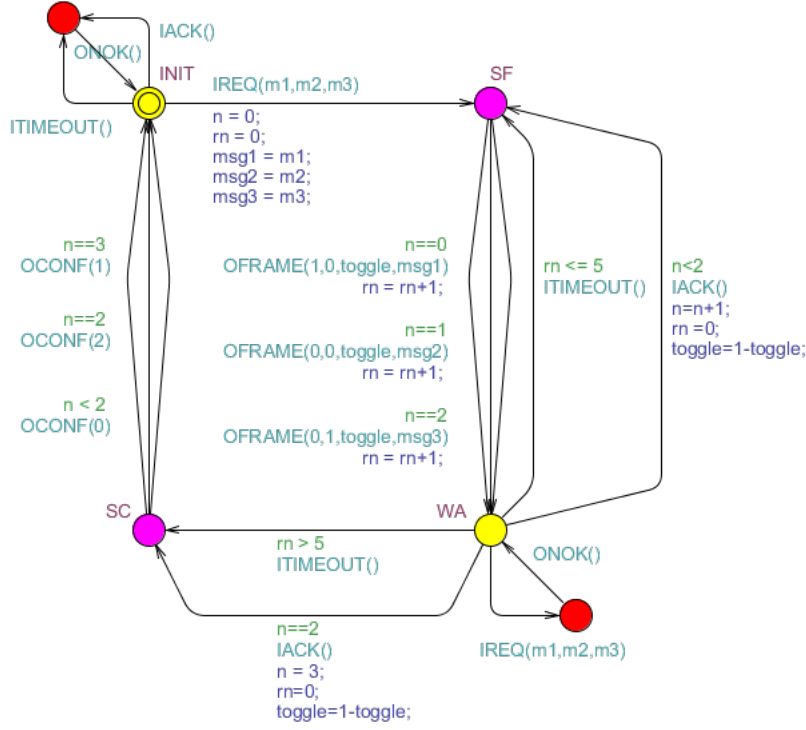 IACK()
ONOK()
INIT
SF
IREQ(m1,m2,m3)
ITIMEOUT()
n = 0;
rn = 0;
msg1 = m1;
msg2 = m2;
msg3 = m3;
n==3
OCONF(1)
n==2
OCONF(2)
n < 2
OCONF(0)
n==0
OFRAME(1,0,toggle,msg1)
rn = rn+1;
n==1
OFRAME(0,0,toggle,msg2)
rn = rn+1;
n==2
OFRAME(0,1,toggle,msg3)
rn = rn+1;
rn <= 5
ITIMEOUT()
n<2
IACK()
n=n+1;
rn =0;
toggle=1-toggle;
SC
WA
rn > 5
ITIMEOUT()
ONOK()
n==2
IACK()
n = 3;
rn=0;
toggle=1-toggle;
IREQ(m1,m2,m3)